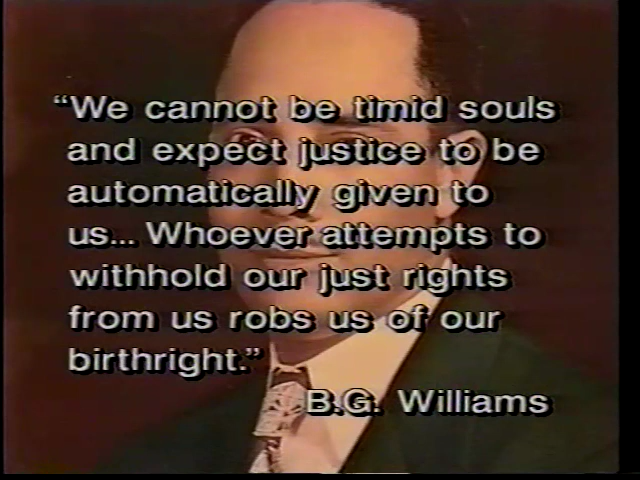 “We cannot be timid souls
and expect justice to be
automatically given to
us... Whoever attempts to
withhold our just rights
from us robs us of our
birthright.”
B.G. Williams